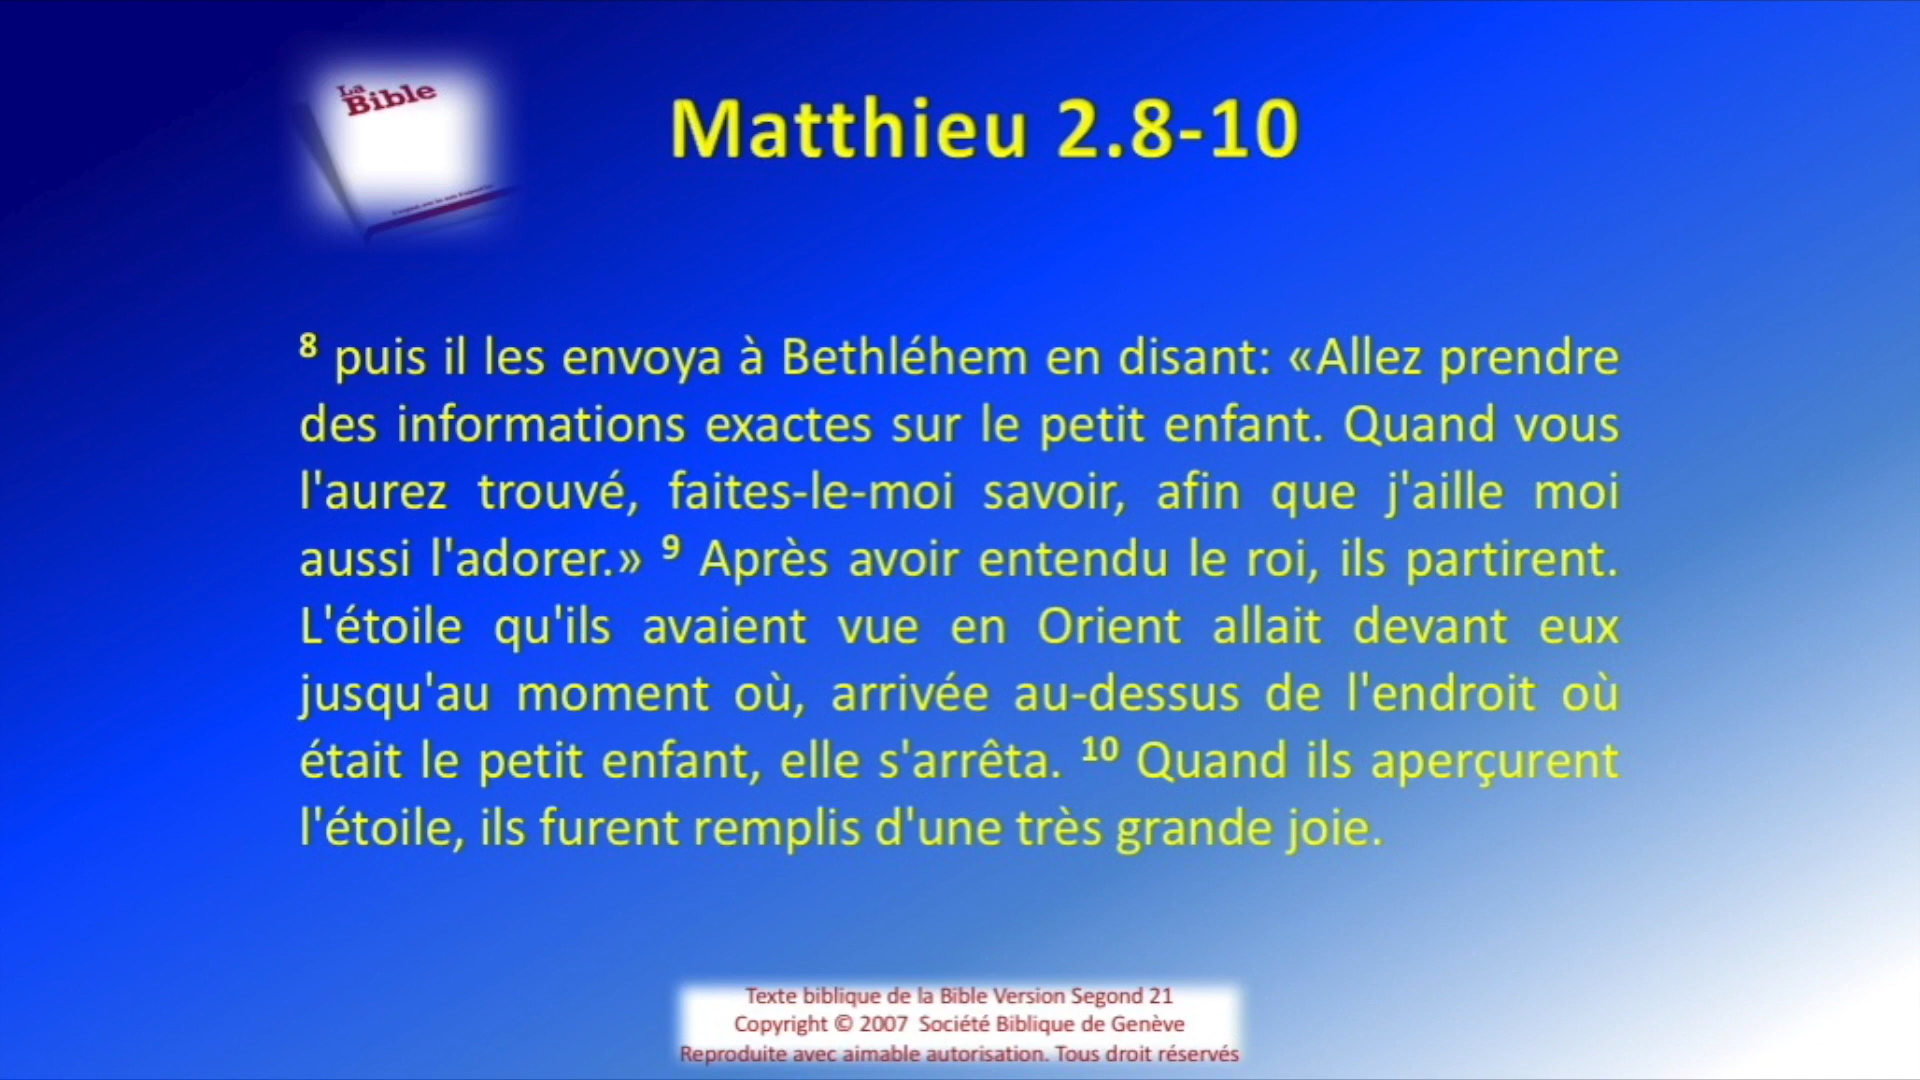 La
Bible
Matthieu 2.8-10
8 puis il les envoya à Bethléhem en disant: «Allez prendre
des informations exactes sur le petit enfant. Quand vous
l'aurez trouvé, faites-le-moi savoir, afin que j'aille moi
aussi l'adorer.» 9 Après avoir entendu le roi, ils partirent.
L'étoile qu'ils avaient vue en Orient allait devant eux
jusqu'au moment où, arrivée au-dessus de l'endroit où
était le petit enfant, elle s'arrêta. 10 Quand ils aperçurent
l'étoile, ils furent remplis d'une très grande joie.
Texte biblique de la Bible Version Segond 21
Copyright © 2007 Société Biblique de Genève
Reproduite avec aimable autorisation. Tous droit réservés